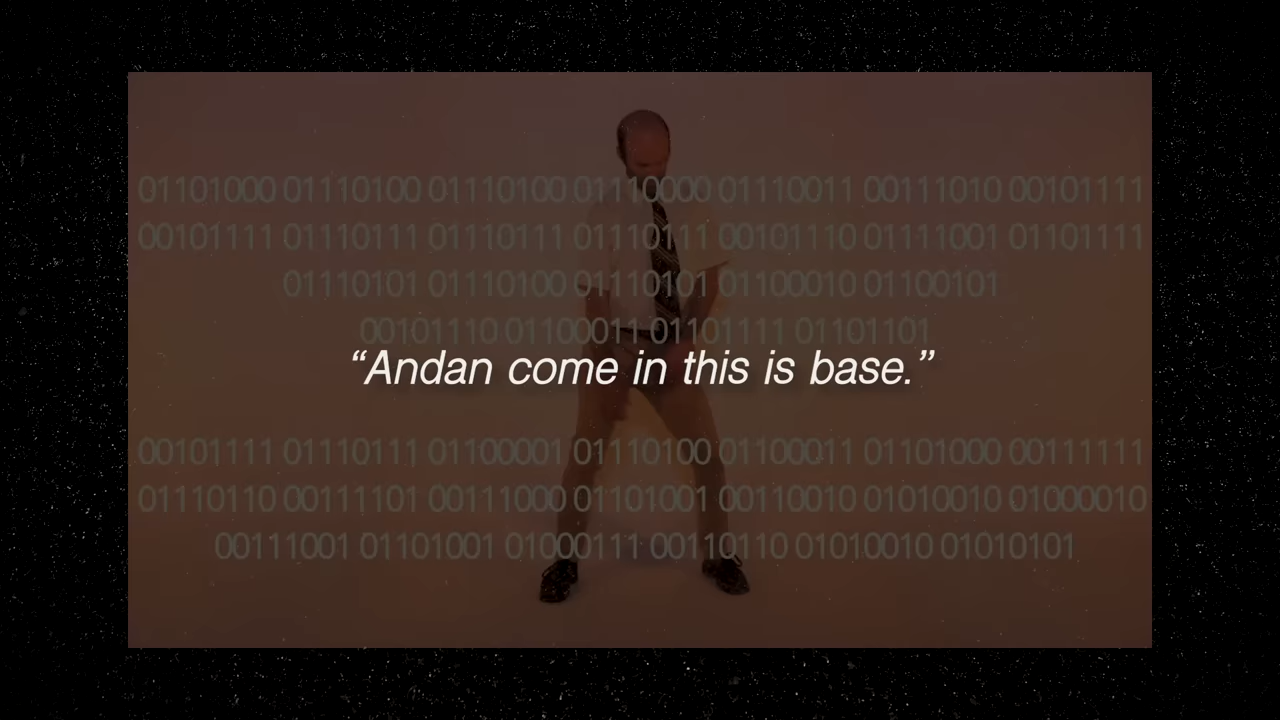 01101000 01110100 01110100 01110000 01110011 00111010 00101111
00101111 01110111 01110111 01110111 00101110 01111001 01101111
01110101 01110100 01110101 01100010 01100101
00101110 01100011 01101111 01101101
“Andan come in this is base.”
00101111 01110111 01100001 01110100 01100011 01101000 00111111
01110110 00111101 00111000 01101001 00110010 01010010 01000010
00111001 01101001 01000111 00110110 01010010 01010101